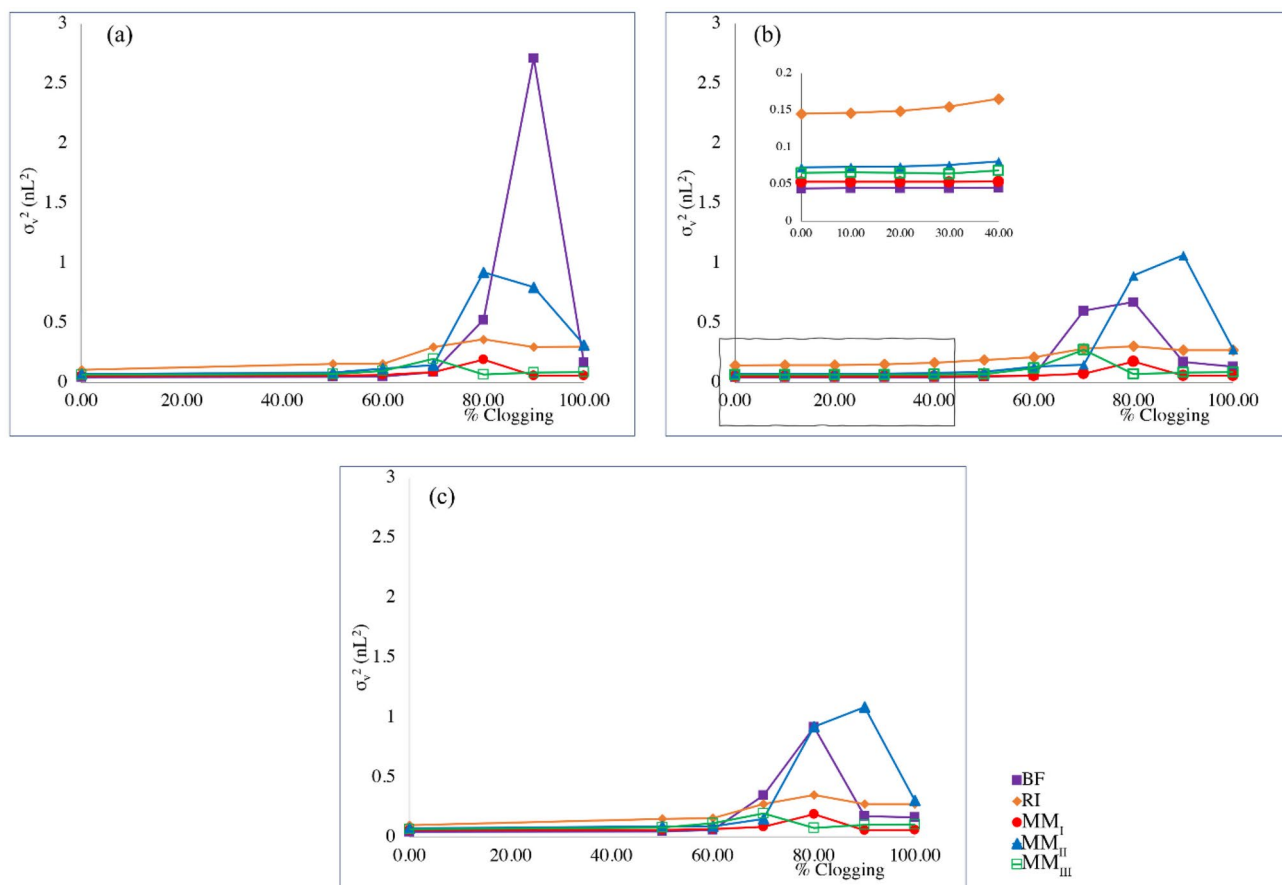 (a)
3
2.5
2
1.5
1
0.5
0
σv² (nL²)
0.00 20.00 40.00 60.00 80.00 100.00
% Clogging
(b)
3
2.5
2
1.5
1
0.5
0
σv² (nL²)
0.2
0.15
0.1
0.05
0
0.00 10.00 20.00 30.00 40.00
0.00 20.00 40.00 60.00 80.00 100.00
% Clogging
(c)
3
2.5
2
1.5
1
0.5
0
σv² (nL²)
0.00 20.00 40.00 60.00 80.00 100.00
% Clogging
BF
RI
MMI
MMII
MMIII